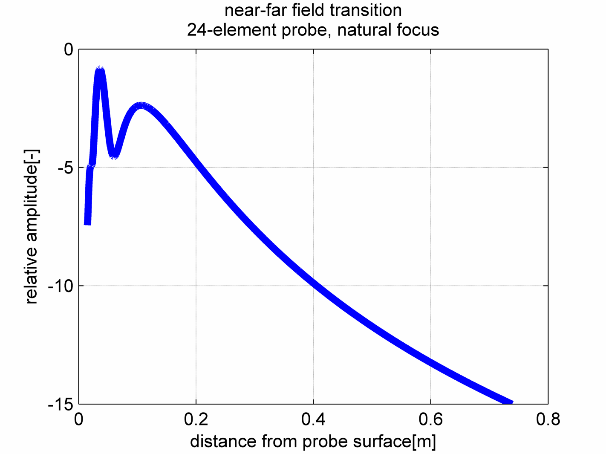 near-far field transition
24-element probe, natural focus
0
-5
-10
-15
relative amplitude[-]
0
0.2
0.4
0.6
0.8
distance from probe surface[m]